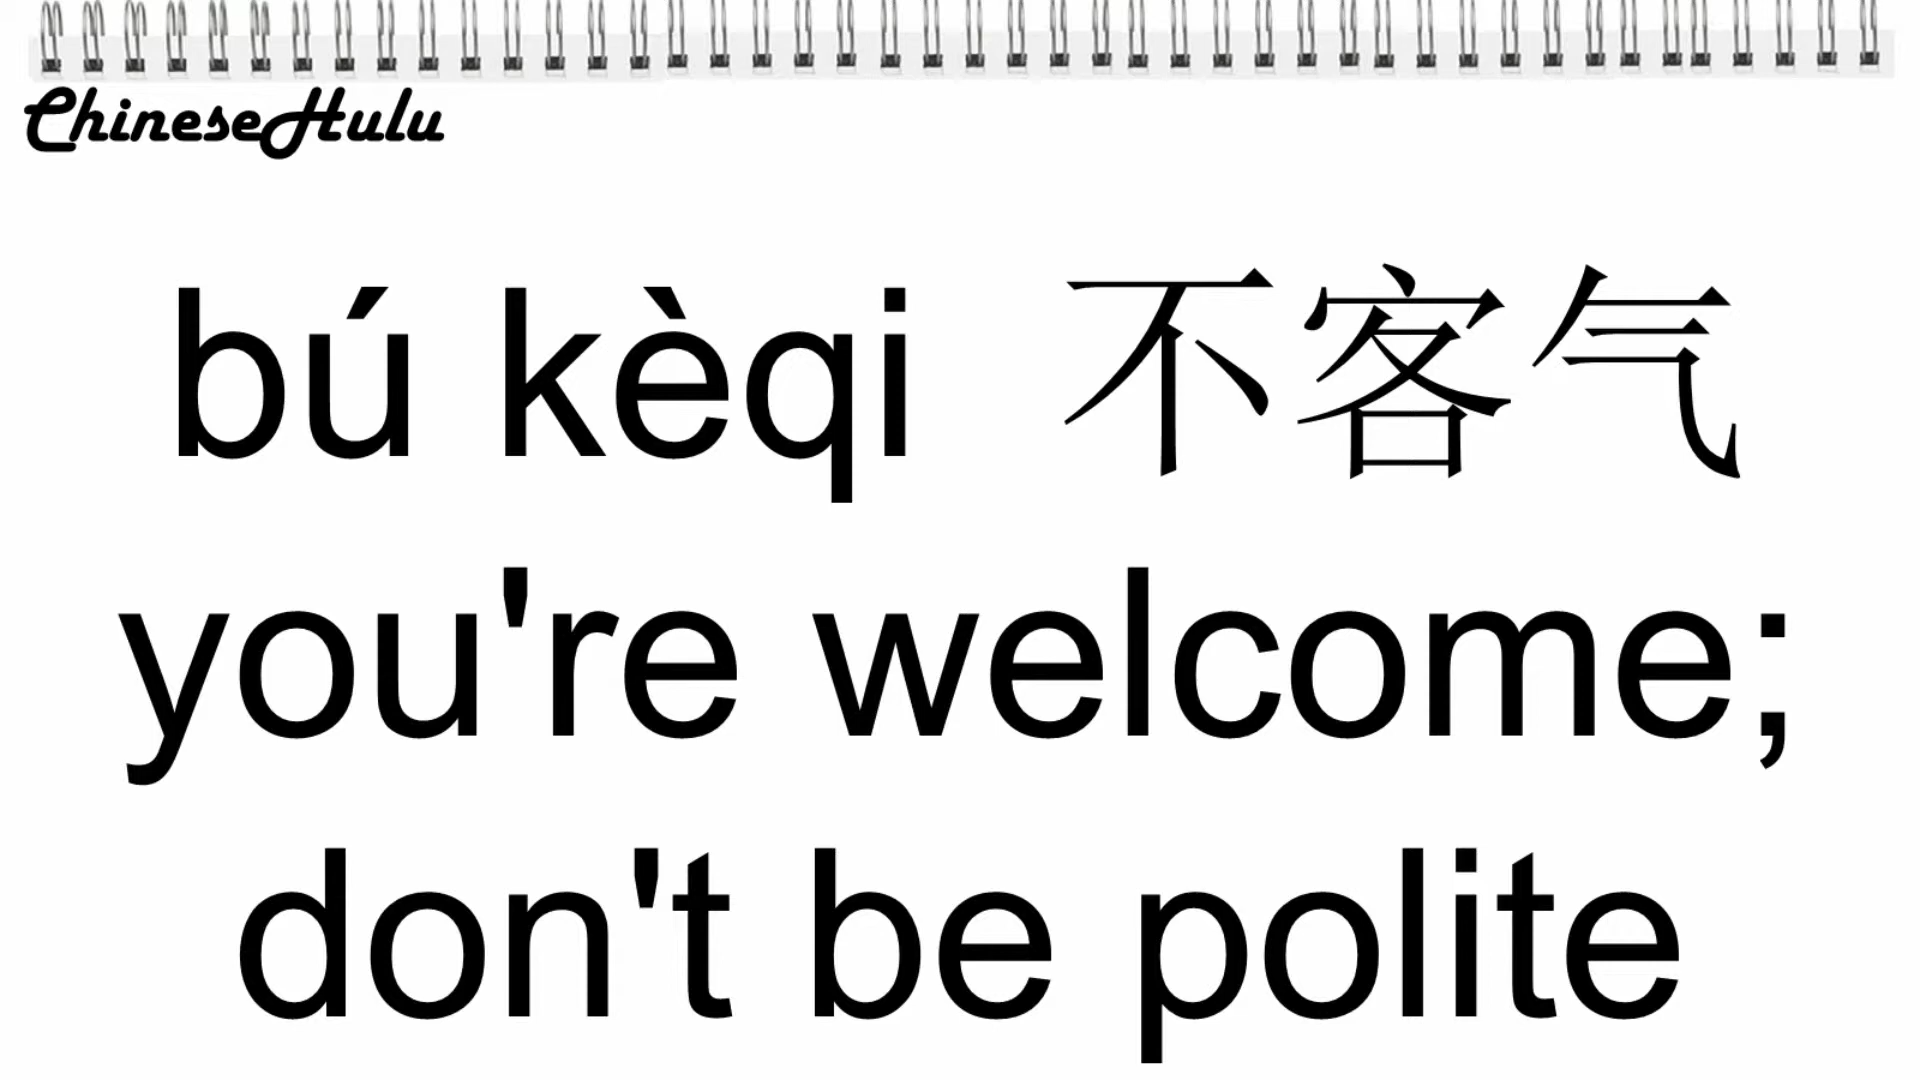 ChineseHulu
bú kèqi 不客气
you're welcome;
don't be polite